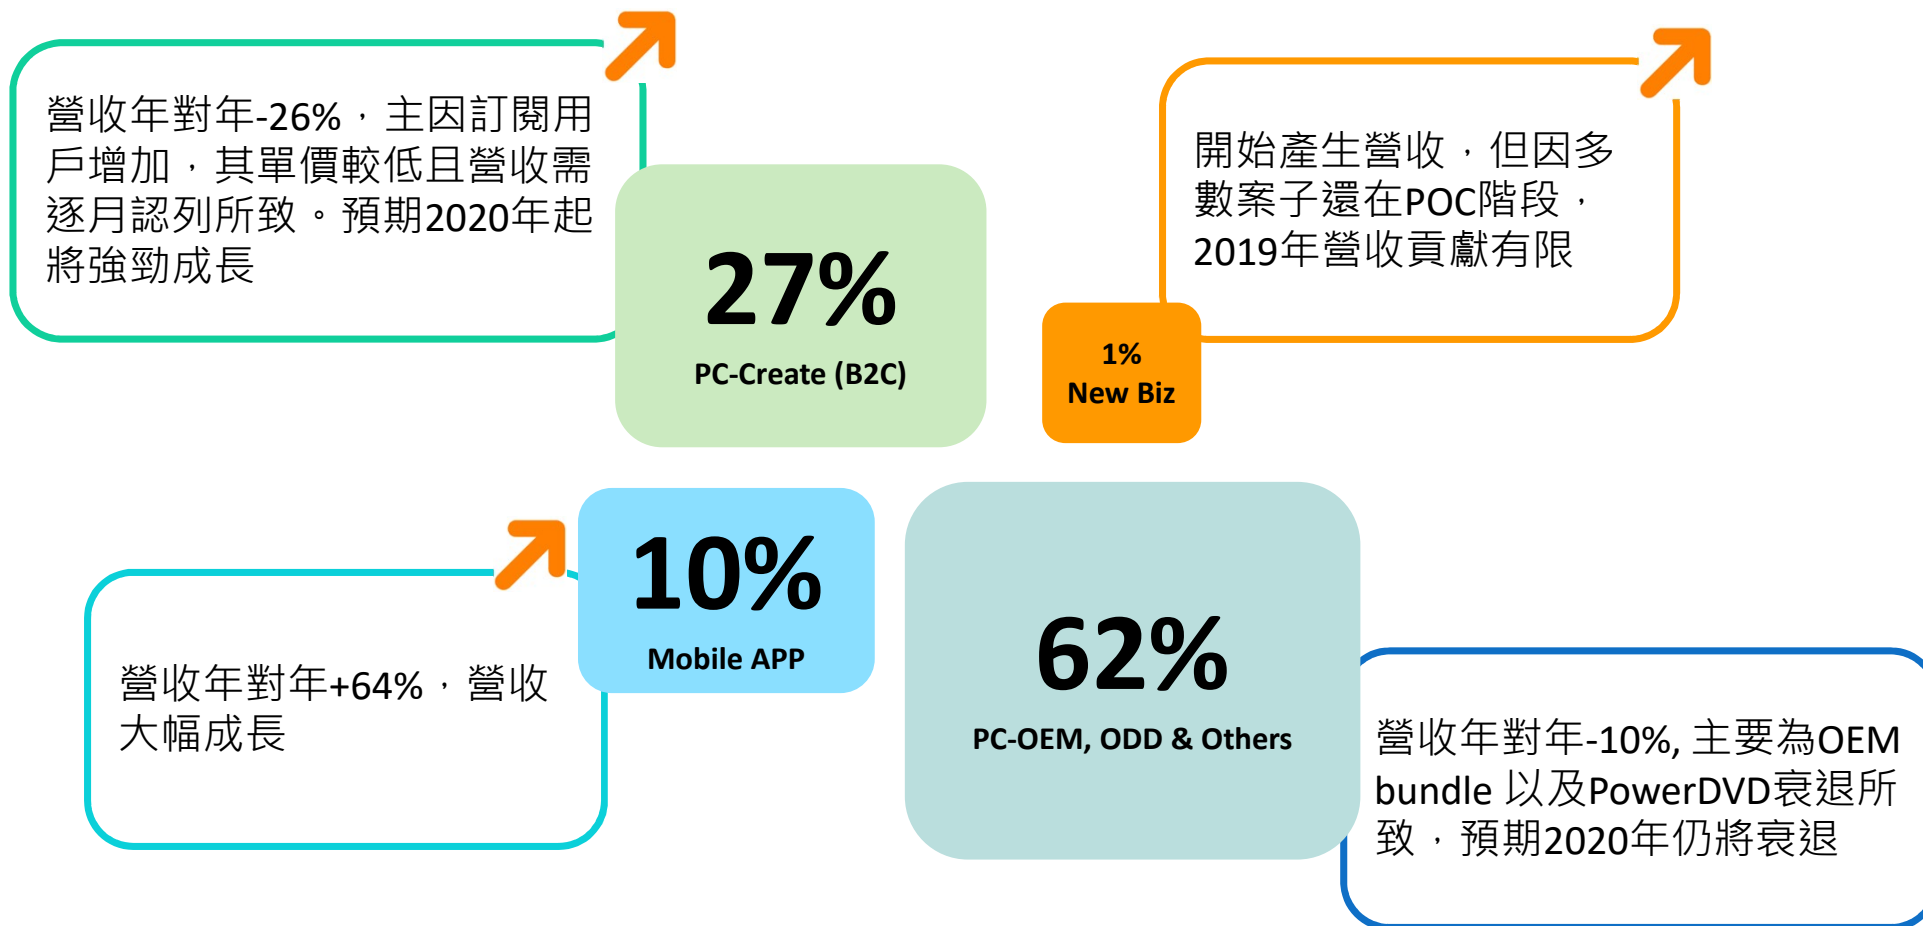 營收年對年-26%，主因訂閱用
戶增加，其單價較低且營收需
逐月認列所致。預期2020年起
將強勁成長
27%
PC-Create (B2C)
開始產生營收，但因多
數案子還在POC階段，
2019年營收貢獻有限
1%
New Biz
營收年對年+64%，營收
大幅成長
10%
Mobile APP
62%
PC-OEM, ODD & Others
營收年對年-10%, 主要為OEM
bundle 以及PowerDVD衰退所
致，預期2020年仍將衰退